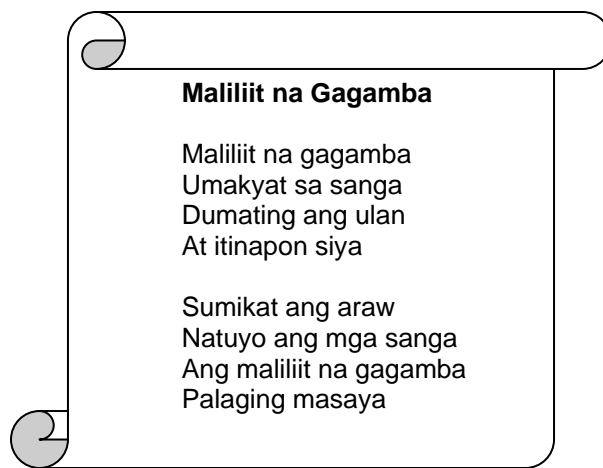 Maliliit na Gagamba
Maliliit na gagamba
Umakyat sa sanga
Dumating ang ulan
At itinapon siya
Sumikat ang araw
Natuyo ang mga sanga
Ang maliliit na gagamba
Palaging masaya